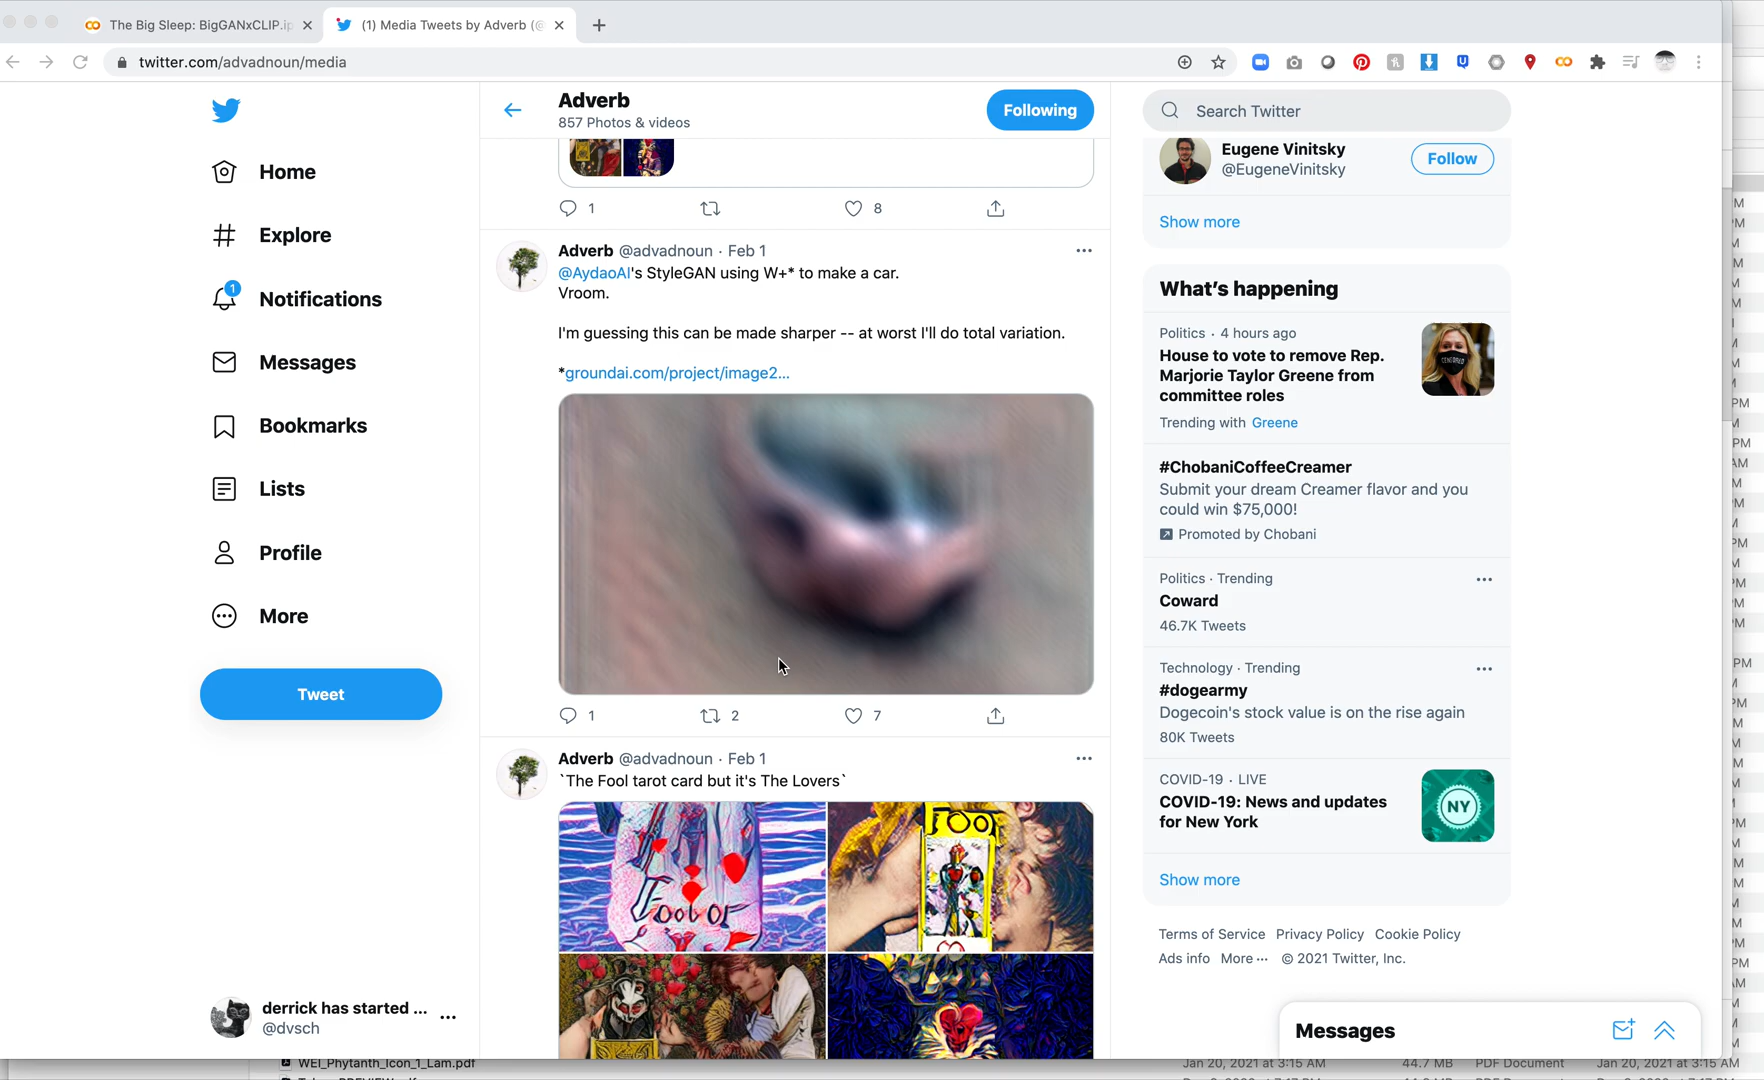 The Big Sleep: BigGANxCLIP.ip
(1) Media Tweets by Adverb (@
twitter.com/advadnoun/media
Home
Explore
1
Notifications
Messages
Bookmarks
Lists
Profile
More
Tweet
derrick has started ...
@dvsch
Adverb
857 Photos & videos
Following
1
8
Adverb @advadnoun · Feb 1
@AydaoAI's StyleGAN using W+* to make a car.
Vroom.
I'm guessing this can be made sharper -- at worst I'll do total variation.
*groundai.com/project/image2...
1
2
7
Adverb @advadnoun · Feb 1
`The Fool tarot card but it's The Lovers`
Search Twitter
Eugene Vinitsky
@EugeneVinitsky
Follow
Show more
What's happening
Politics · 4 hours ago
House to vote to remove Rep.
Marjorie Taylor Greene from
committee roles
Trending with Greene
#ChobaniCoffeeCreamer
Submit your dream Creamer flavor and you
could win $75,000!
Promoted by Chobani
Politics · Trending
Coward
46.7K Tweets
Technology · Trending
#dogearmy
Dogecoin's stock value is on the rise again
80K Tweets
COVID-19 · LIVE
COVID-19: News and updates
for New York
NY
Show more
Terms of Service Privacy Policy Cookie Policy
Ads info More ··· © 2021 Twitter, Inc.
Messages
WEI_Phytanth_Icon_1_Lam.pdf
Jan 20, 2021 at 3:15 AM
44.7 MB
PDF Document
Jan 20, 2021 at 3:15 AM